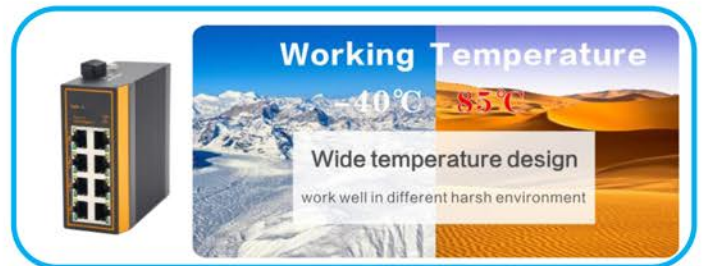 Working Temperature
-40℃ 85℃
Wide temperature design
work well in different harsh environment